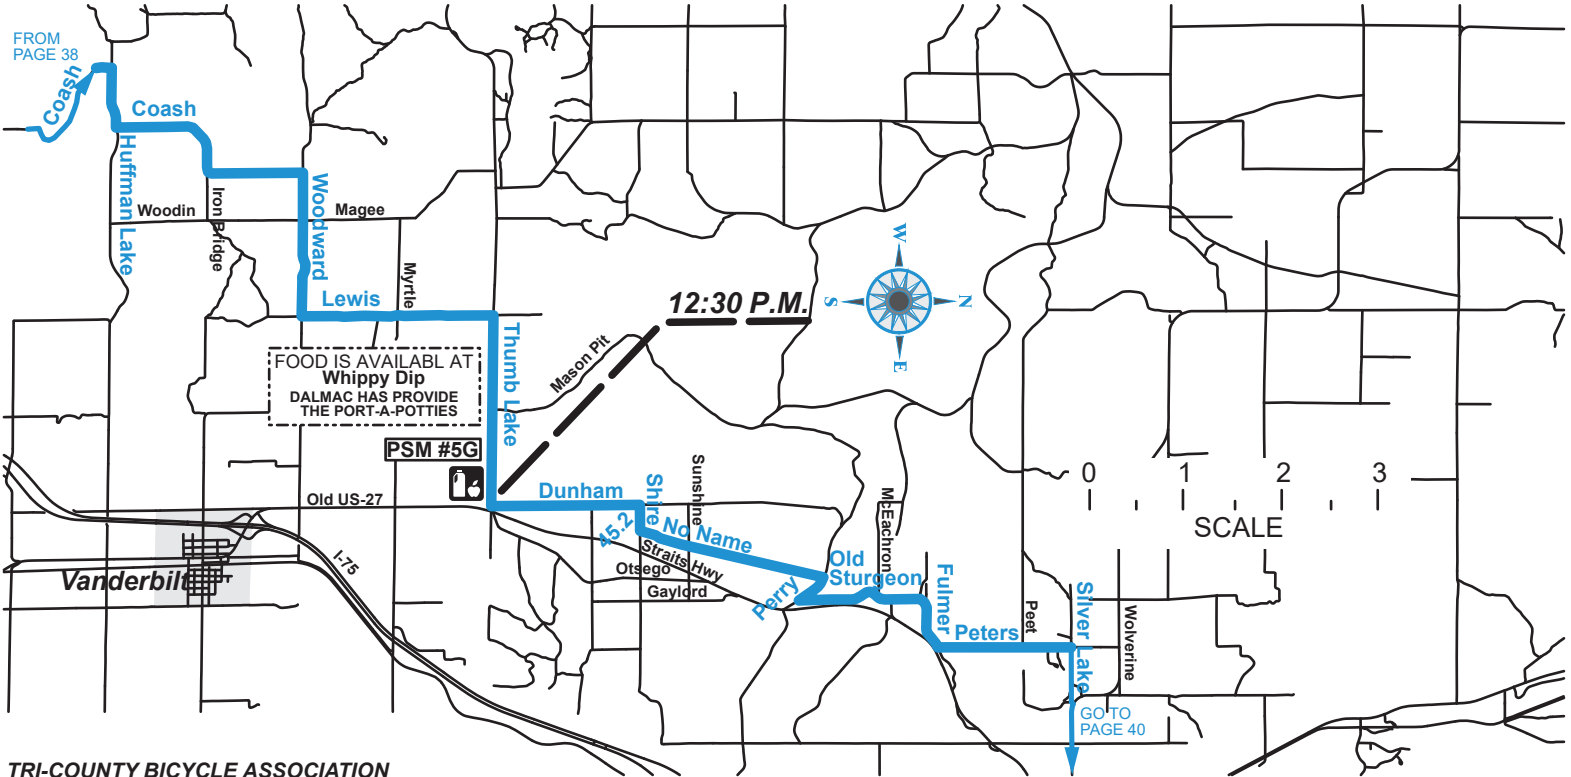 FROM
PAGE 38
Coash
Coash
Huffman Lake
Woodin
Iron Bridge
Woodward
Magee
Myrtle
Lewis
12:30 P.M.
W
S
N
E
FOOD IS AVAILABL AT
Whippy Dip
DALMAC HAS PROVIDE
THE PORT-A-POTTIES
Thumb Lake
Mason Pit
PSM #5G
Old US-27
Dunham
Shire
Sunshine
45.2
No Name
Straits Hwy
Otsego
Gaylord
McEachron
Old
Sturgeon
Perry
Fulmer
Peters
Peet
Silver Lake
Wolverine
0 1 2 3
SCALE
I-75
Vanderbilt
GO TO
PAGE 40
TRI-COUNTY BICYCLE ASSOCIATION